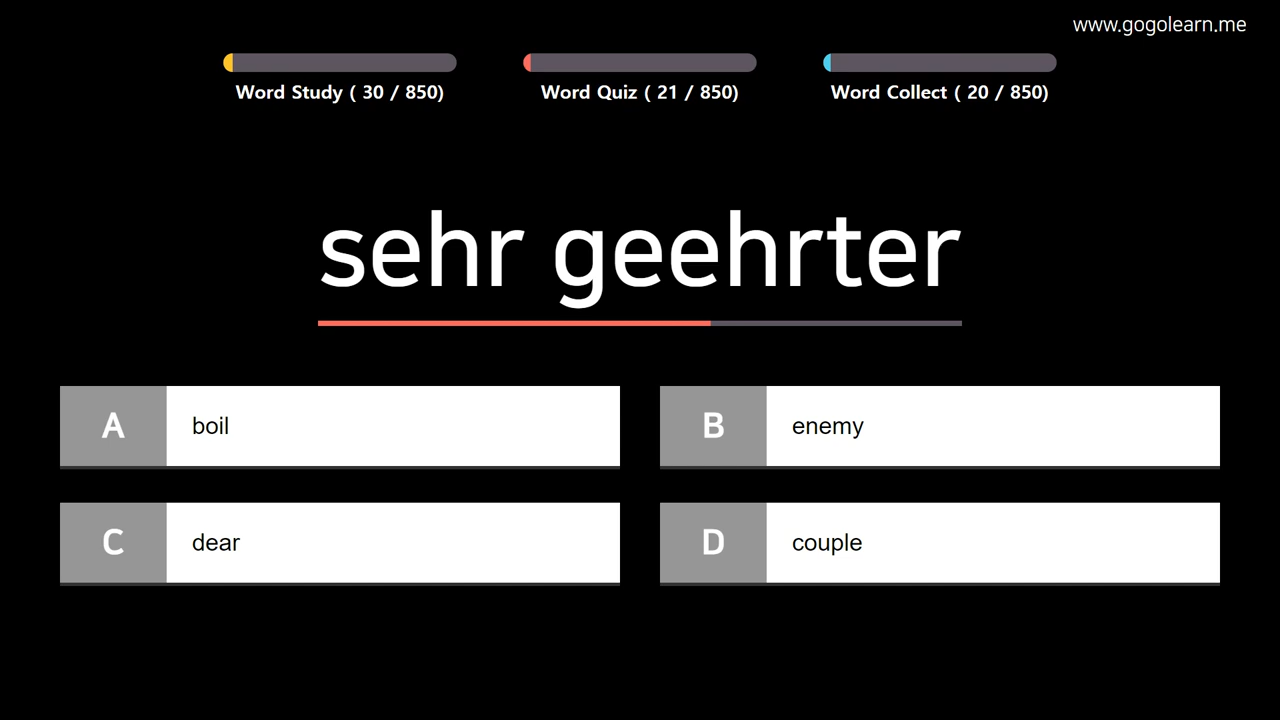 www.gogolearn.me
Word Study ( 30 / 850)
Word Quiz ( 21 / 850)
Word Collect ( 20 / 850)
sehr geehrter
A boil
B enemy
C dear
D couple